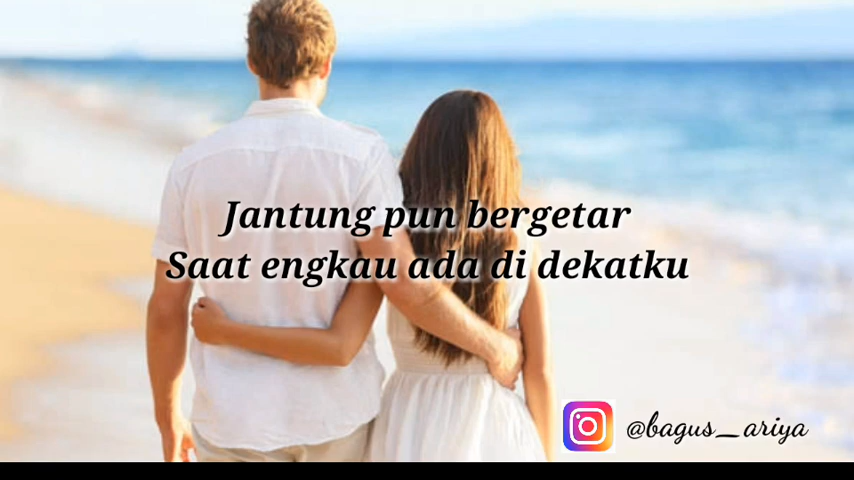 Jantung pun bergetar
Saat engkau ada di dekatku
@bagus_ariya